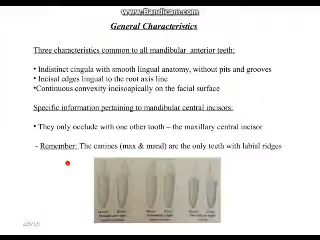 www.Bandicam.com
General Characteristics
Three characteristics common to all mandibular anterior teeth:
• Indistinct cingula with smooth lingual anatomy, without pits and grooves
• Incisal edges lingual to the root axis line
•Continuous convexity incisoapically on the facial surface
Specific information pertaining to mandibular central incisors:
• They only occlude with one other tooth – the maxillary central incisor
- Remember: The canines (max & mand) are the only teeth with labial ridges